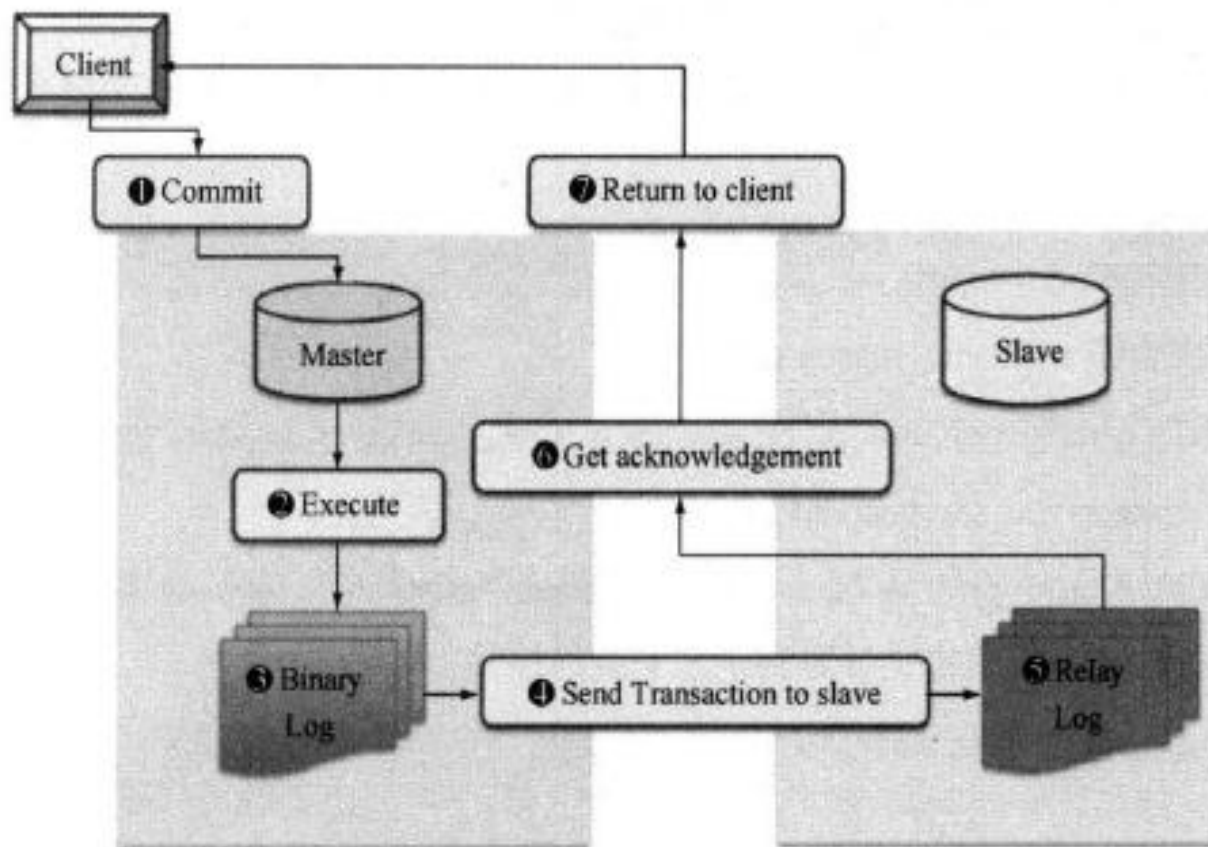 Client
❶ Commit
❼ Return to client
Master
Slave
❻ Get acknowledgement
❷ Execute
❸ Binary
Log
❹ Send Transaction to slave
❺ Relay
Log